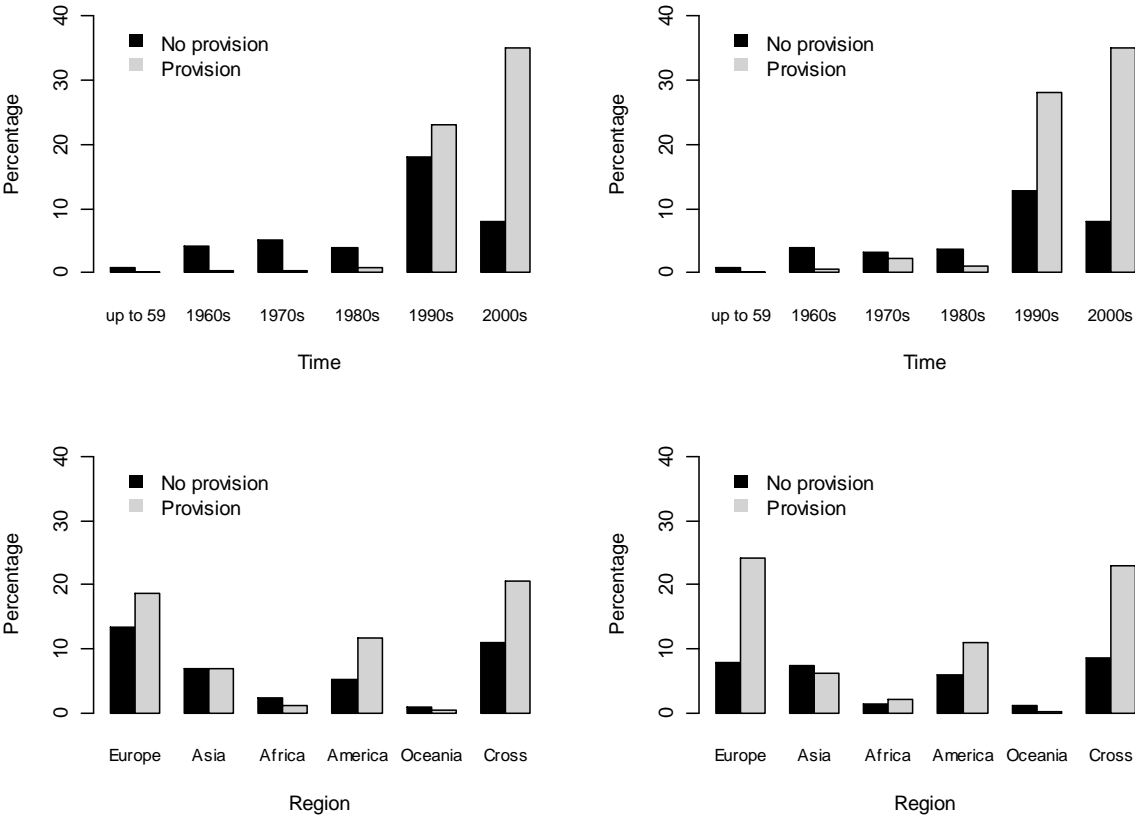 40
30
20
10
0
Percentage
No provision
Provision
up to 59 1960s 1970s 1980s 1990s 2000s
Time
40
30
20
10
0
Percentage
No provision
Provision
up to 59 1960s 1970s 1980s 1990s 2000s
Time
40
30
20
10
0
Percentage
No provision
Provision
Europe Asia Africa America Oceania Cross
Region
40
30
20
10
0
Percentage
No provision
Provision
Europe Asia Africa America Oceania Cross
Region